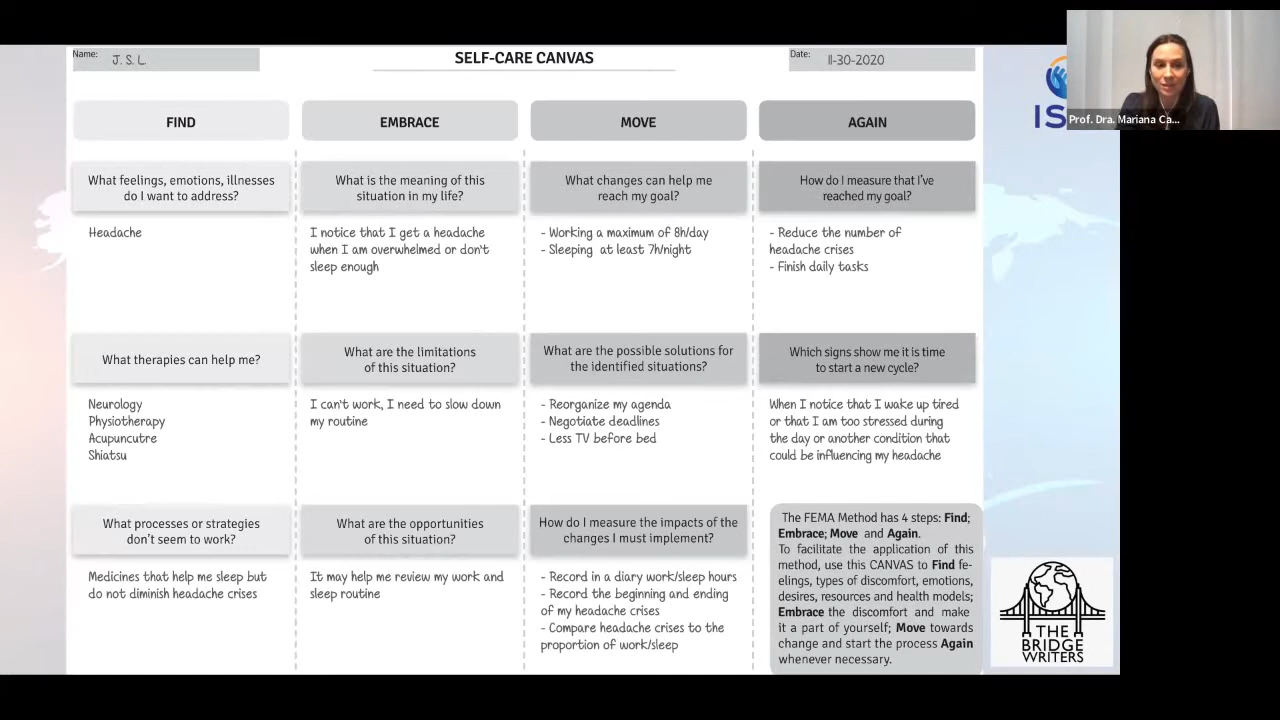 Name: J. S. L.
SELF-CARE CANVAS
Date: 11-30-2020
FIND
EMBRACE
MOVE
AGAIN
What feelings, emotions, illnesses
do I want to address?
Headache
What is the meaning of this
situation in my life?
I notice that I get a headache
when I am overwhelmed or don't
sleep enough
What changes can help me
reach my goal?
- Working a maximum of 8h/day
- Sleeping at least 7h/night
How do I measure that I've
reached my goal?
- Reduce the number of
headache crises
- Finish daily tasks
What therapies can help me?
Neurology
Physiotherapy
Acupuncutre
Shiatsu
What are the limitations
of this situation?
I can't work, I need to slow down
my routine
What are the possible solutions for
the identified situations?
- Reorganize my agenda
- Negotiate deadlines
- Less TV before bed
Which signs show me it is time
to start a new cycle?
When I notice that I wake up tired
or that I am too stressed during
the day or another condition that
could be influencing my headache
What processes or strategies
don't seem to work?
Medicines that help me sleep but
do not diminish headache crises
What are the opportunities
of this situation?
It may help me review my work and
sleep routine
How do I measure the impacts of the
changes I must implement?
- Record in a diary work/sleep hours
- Record the beginning and ending
of my headache crises
- Compare headache crises to the
proportion of work/sleep
The FEMA Method has 4 steps: Find;
Embrace; Move and Again.
To facilitate the application of this
method, use this CANVAS to Find fe-
elings, types of discomfort, emotions,
desires, resources and health models;
Embrace the discomfort and make
it a part of yourself; Move towards
change and start the process Again
whenever necessary.
THE
BRIDGE
WRITERS
IS
Prof. Dra. Mariana Ca...